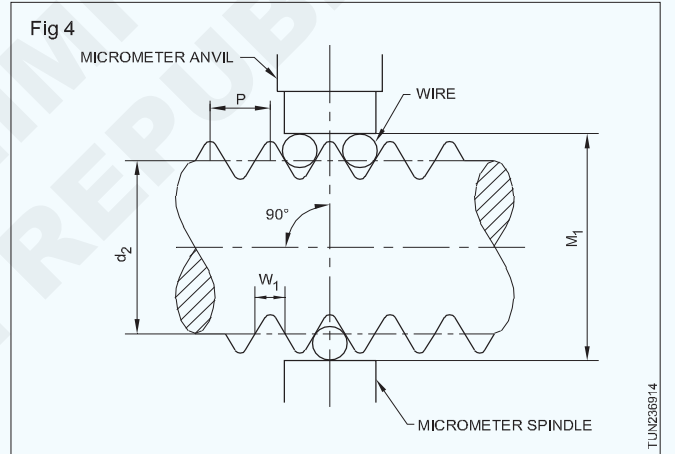 Fig 4
MICROMETER ANVIL
WIRE
P
90°
d2
W1
M1
MICROMETER SPINDLE
TUN236914